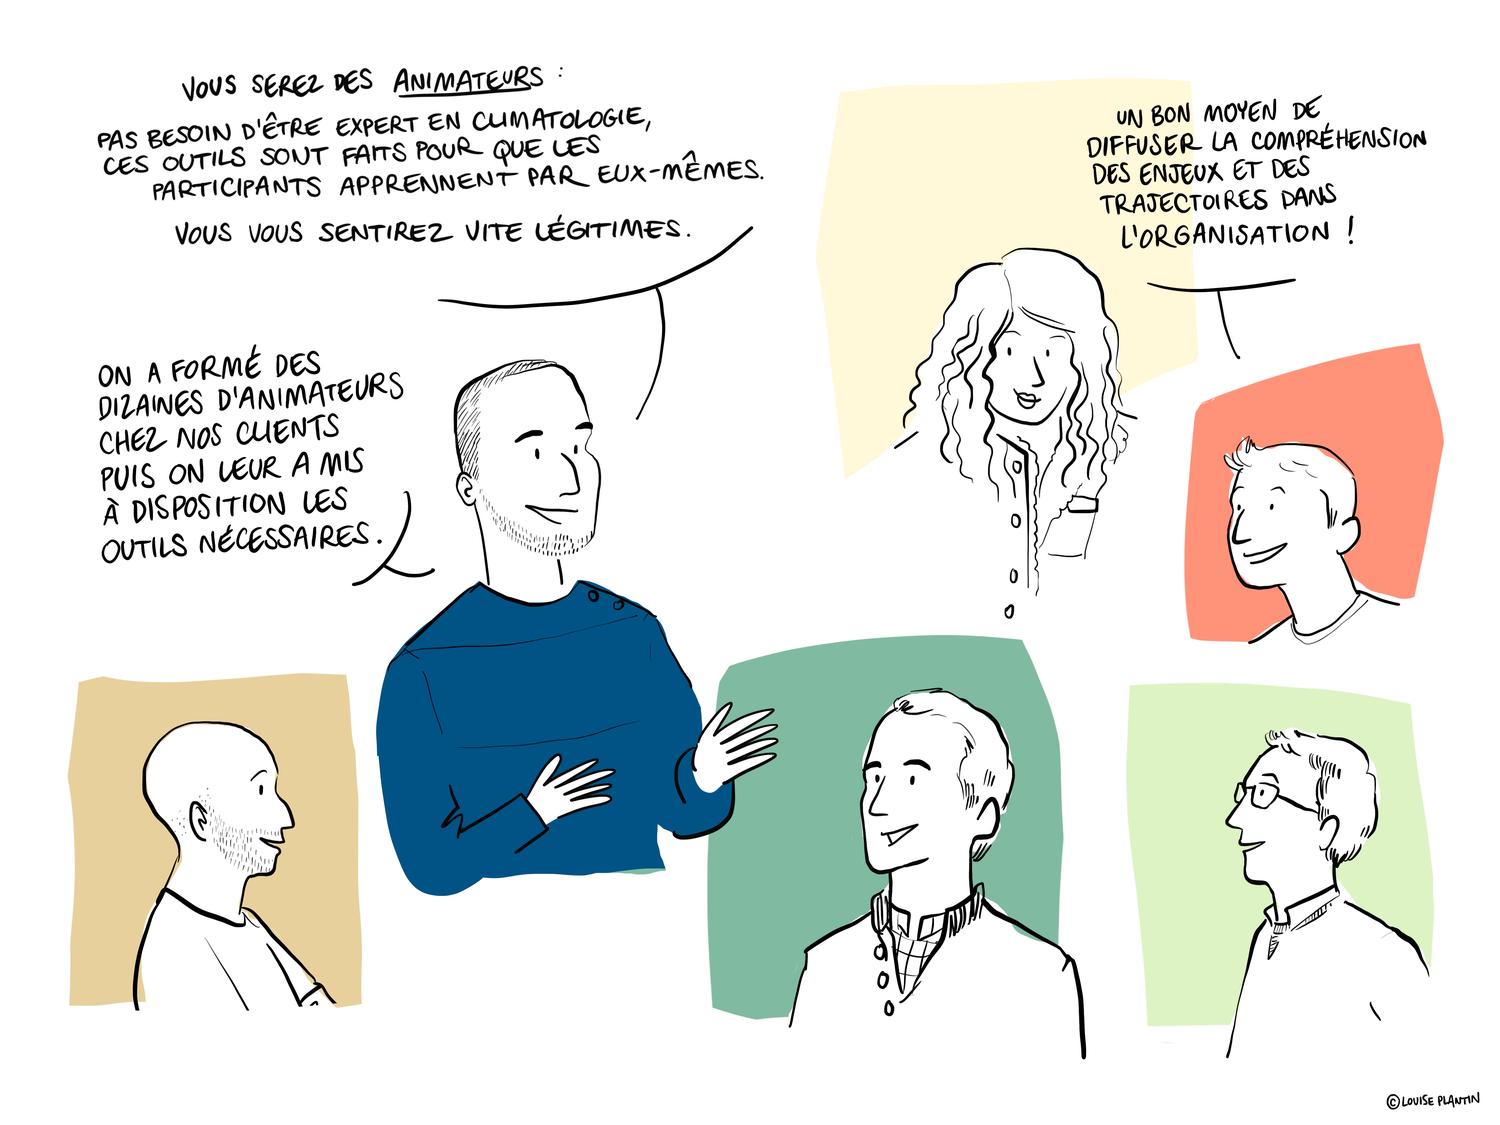 VOUS SEREZ DES ANIMATEURS :
PAS BESOIN D'ÊTRE EXPERT EN CLIMATOLOGIE,
CES OUTILS SONT FAITS POUR QUE LES
PARTICIPANTS APPRENNENT PAR EUX-MÊMES.
VOUS VOUS SENTIREZ VITE LÉGITIMES.
UN BON MOYEN DE
DIFFUSER LA COMPRÉHENSION
DES ENJEUX ET DES
TRAJECTOIRES DANS
L'ORGANISATION !
ON A FORMÉ DES
DIZAINES D'ANIMATEURS
CHEZ NOS CLIENTS
PUIS ON LEUR A MIS
À DISPOSITION LES
OUTILS NÉCESSAIRES.
©LOUISE PLANTIN